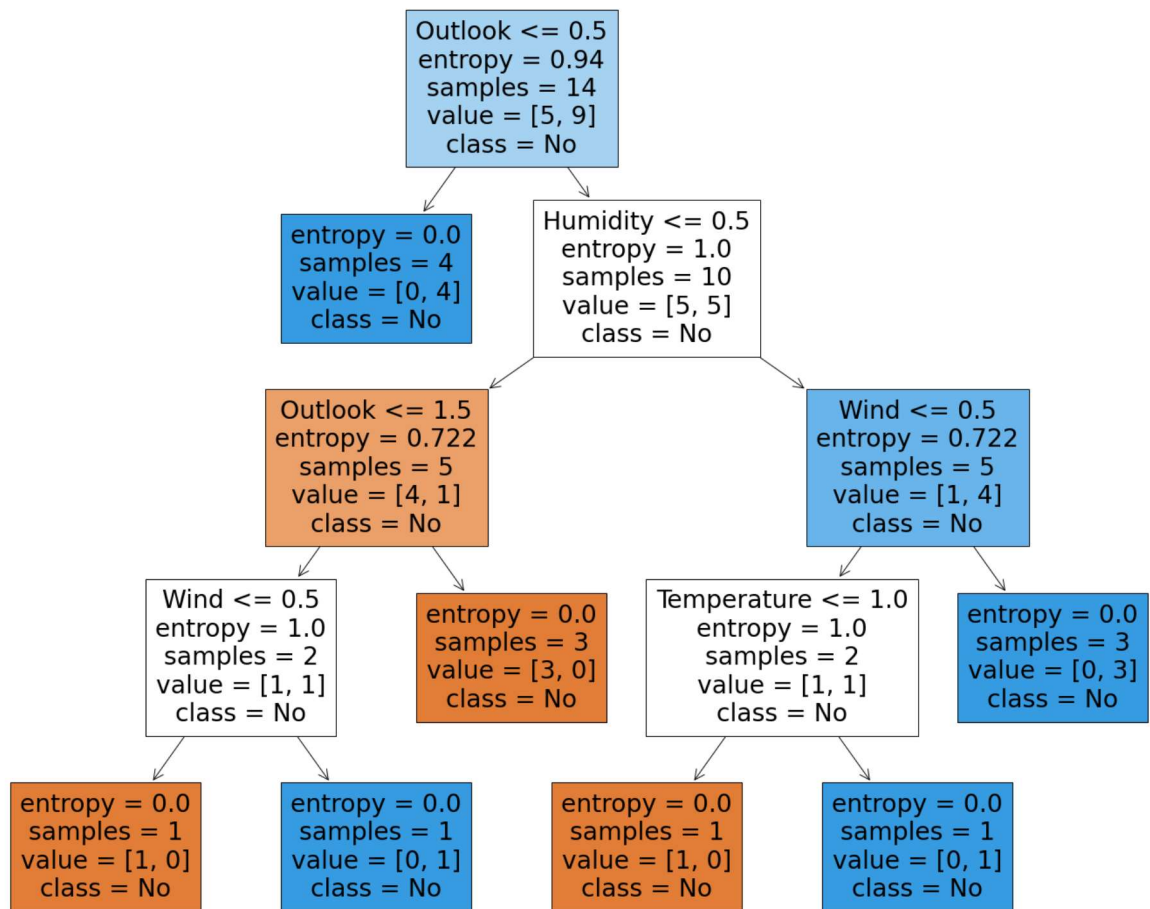 Outlook <= 0.5
entropy = 0.94
samples = 14
value = [5, 9]
class = No
entropy = 0.0
samples = 4
value = [0, 4]
class = No
Humidity <= 0.5
entropy = 1.0
samples = 10
value = [5, 5]
class = No
Outlook <= 1.5
entropy = 0.722
samples = 5
value = [4, 1]
class = No
Wind <= 0.5
entropy = 0.722
samples = 5
value = [1, 4]
class = No
Wind <= 0.5
entropy = 1.0
samples = 2
value = [1, 1]
class = No
entropy = 0.0
samples = 3
value = [3, 0]
class = No
Temperature <= 1.0
entropy = 1.0
samples = 2
value = [1, 1]
class = No
entropy = 0.0
samples = 3
value = [0, 3]
class = No
entropy = 0.0
samples = 1
value = [1, 0]
class = No
entropy = 0.0
samples = 1
value = [0, 1]
class = No
entropy = 0.0
samples = 1
value = [1, 0]
class = No
entropy = 0.0
samples = 1
value = [0, 1]
class = No